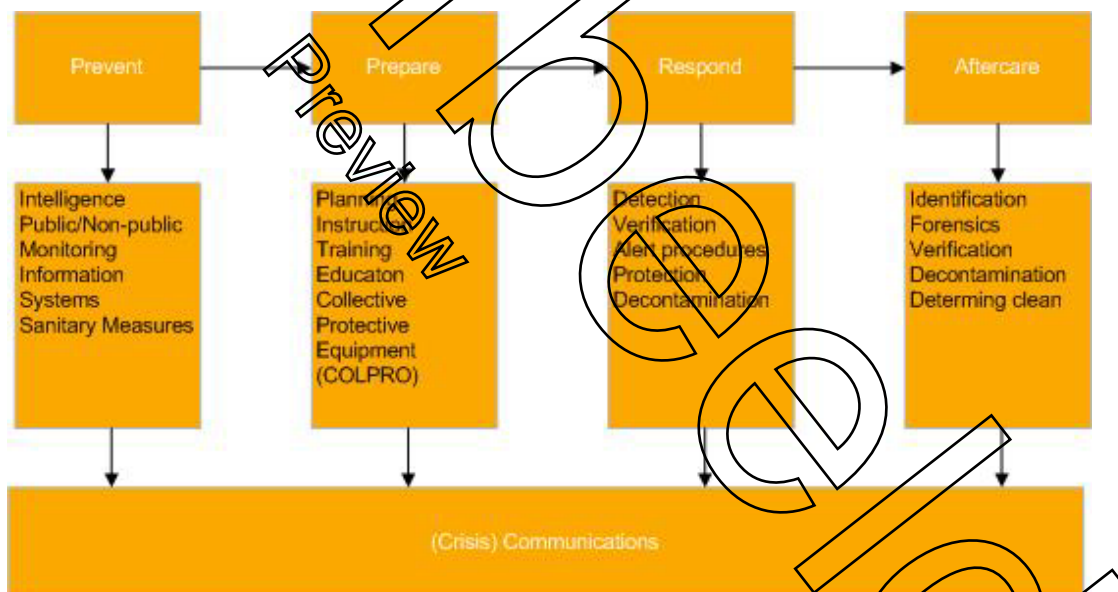 Prevent
Prepare
Respond
Aftercare
Intelligence
Public/Non-public
Monitoring
Information
Systems
Sanitary Measures
Planning
Instruction
Training
Educaton
Collective
Protective
Equipment
(COLPRO)
Detection
Verification
Alert procedures
Protection
Decontamination
Identification
Forensics
Verification
Decontamination
Determing clean
(Crisis) Communications
Preview